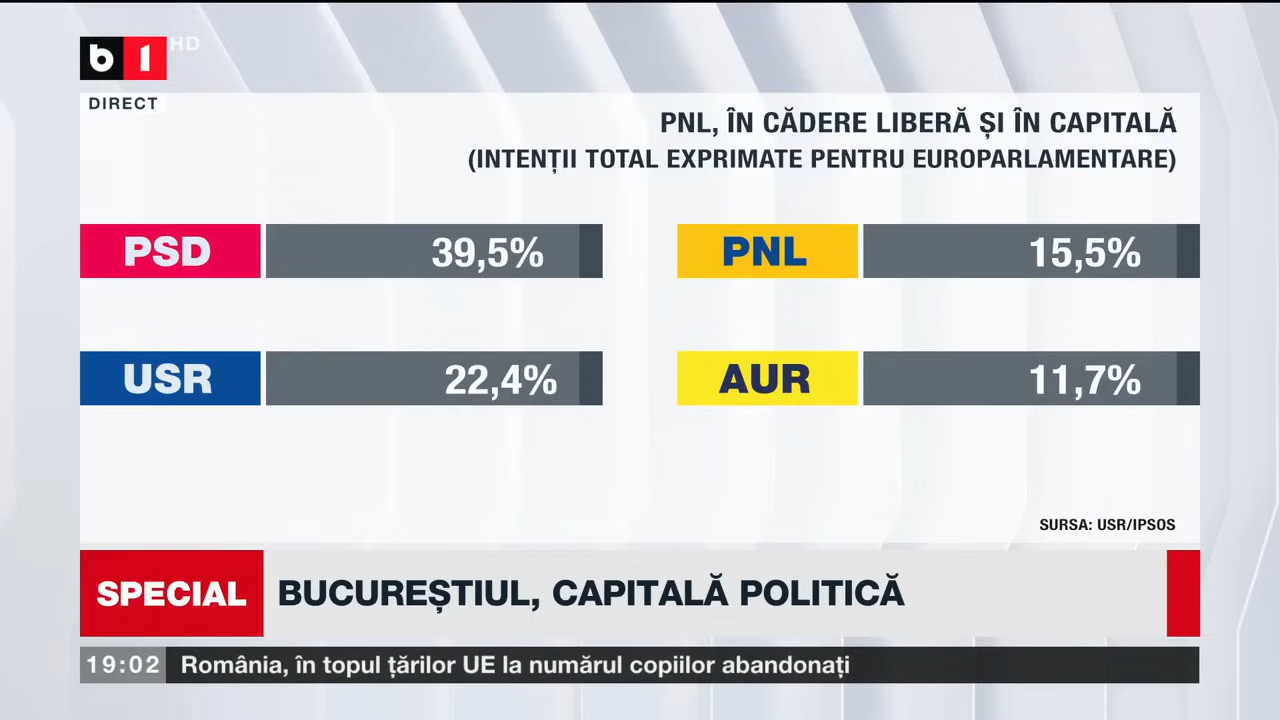 b1 HD
DIRECT
PNL, ÎN CĂDERE LIBERĂ ȘI ÎN CAPITALĂ
(INTENȚII TOTAL EXPRIMATE PENTRU EUROPARLAMENTARE)
PSD 39,5%
PNL 15,5%
USR 22,4%
AUR 11,7%
SURSA: USR/IPSOS
SPECIAL BUCUREȘTIUL, CAPITALĂ POLITICĂ
19:02 România, în topul țărilor UE la numărul copiilor abandonați